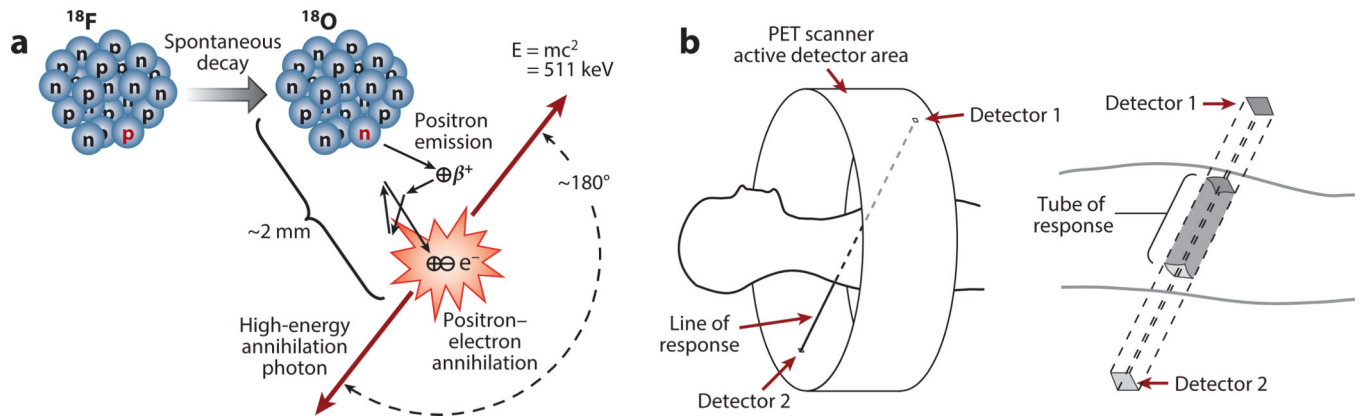 a
¹⁸F
Spontaneous
decay
¹⁸O
n
p
n
p
p
n
p
n
n
p
n
n
p
n
p
p
n
p
n
p
p
n
p
n
n
p
n
n
p
n
p
n
E = mc²
= 511 keV
Positron
emission
⊕β⁺
~180°
~2 mm
⊕⊖ e⁻
High-energy
annihilation
photon
Positron–
electron
annihilation
b
PET scanner
active detector area
Detector 1
Line of
response
Detector 2
Detector 1
Tube of
response
Detector 2